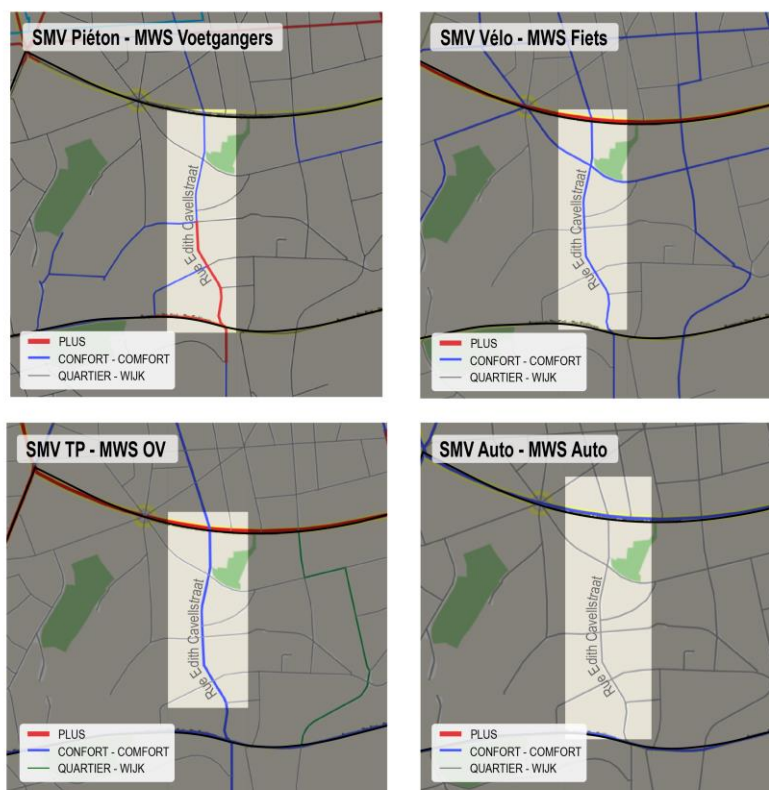 SMV Piéton - MWS Voetgangers
Rue Edith Cavellstraat
PLUS
CONFORT - COMFORT
QUARTIER - WIJK
SMV Vélo - MWS Fiets
Rue Edith Cavellstraat
PLUS
CONFORT - COMFORT
QUARTIER - WIJK
SMV TP - MWS OV
Rue Edith Cavellstraat
PLUS
CONFORT - COMFORT
QUARTIER - WIJK
SMV Auto - MWS Auto
Rue Edith Cavellstraat
PLUS
CONFORT - COMFORT
QUARTIER - WIJK